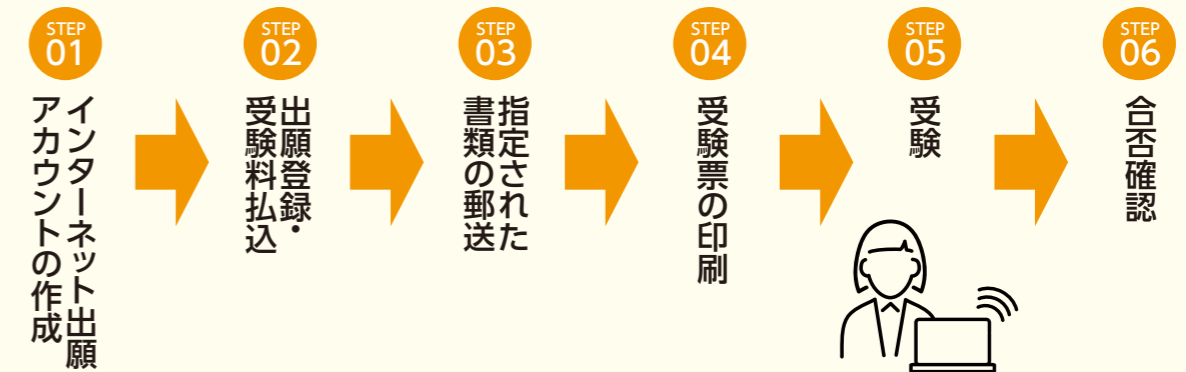 STEP
01
インターネット出願
アカウントの作成
STEP
02
出願登録・
受験料払込
STEP
03
指定された
書類の郵送
STEP
04
受験票の印刷
STEP
05
受験
STEP
06
合否確認